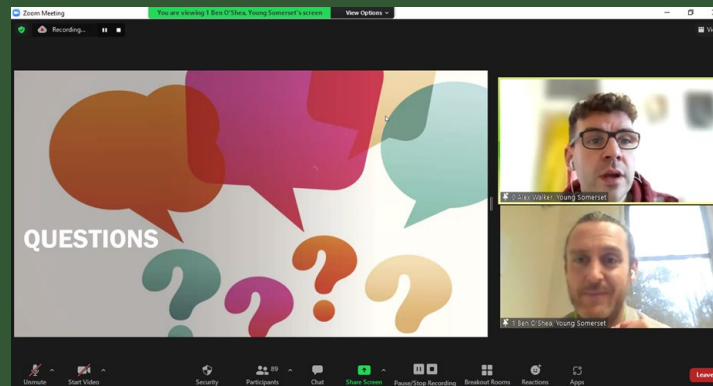 Zoom Meeting
You are viewing 1 Ben O'Shea, Young Somerset's screen
View Options
Recording...
QUESTIONS
0 Alex Walker, Young Somerset
1 Ben O'Shea, Young Somerset
Unmute
Start Video
Security
89
Participants
Chat
Share Screen
Pause/Stop Recording
Breakout Rooms
Reactions
Apps
Leave